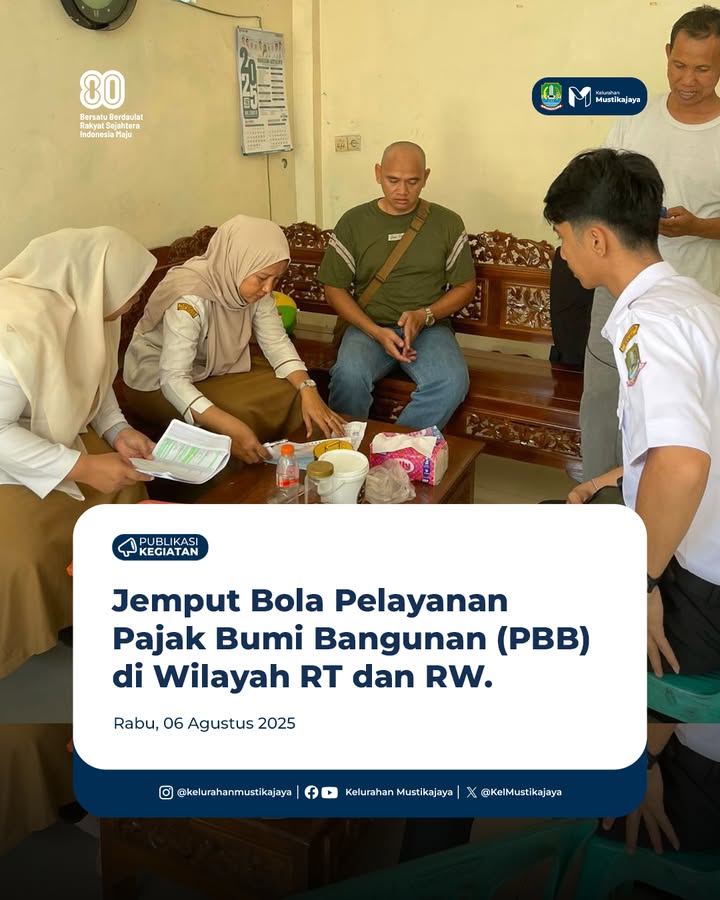 80
Bersatu Berdaulat
Rakyat Sejahtera
Indonesia Maju
Kelurahan
Mustikajaya
2025
PUBLIKASI
KEGIATAN
Jemput Bola Pelayanan
Pajak Bumi Bangunan (PBB)
di Wilayah RT dan RW.
Rabu, 06 Agustus 2025
@kelurahanmustikajaya | Kelurahan Mustikajaya | @KelMustikajaya